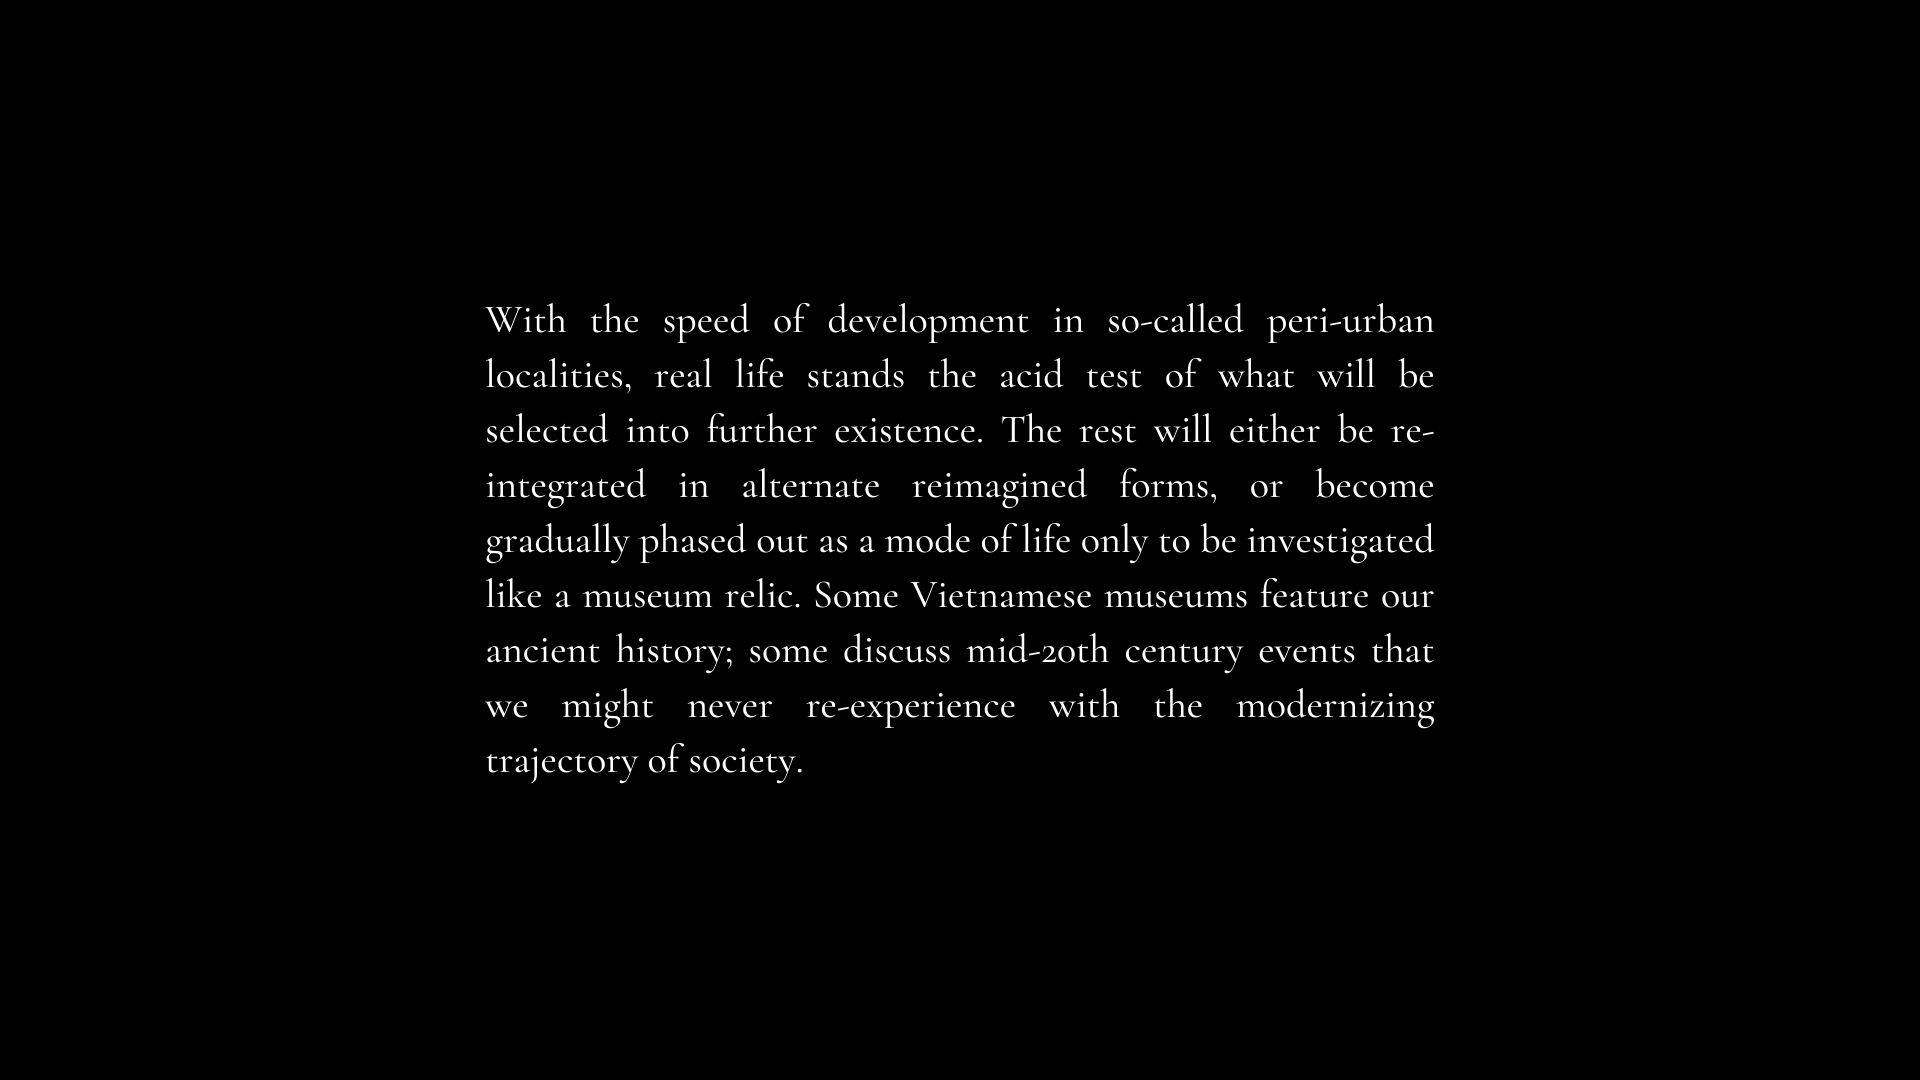 With the speed of development in so-called peri-urban
localities, real life stands the acid test of what will be
selected into further existence. The rest will either be re-
integrated in alternate reimagined forms, or become
gradually phased out as a mode of life only to be investigated
like a museum relic. Some Vietnamese museums feature our
ancient history; some discuss mid-20th century events that
we might never re-experience with the modernizing
trajectory of society.